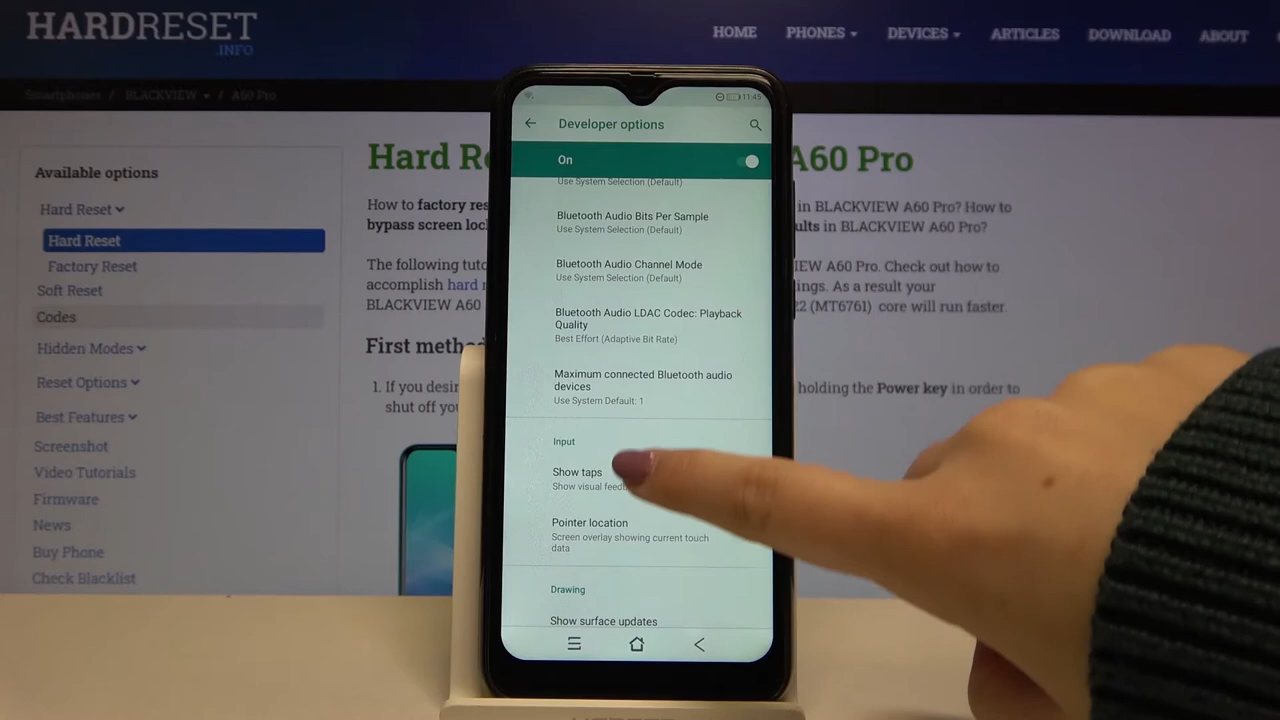 HARDRESET
.INFO
HOME PHONES DEVICES ARTICLES DOWNLOAD ABOUT
Smartphones / BLACKVIEW / A60 Pro
Available options
Hard Reset
Hard Reset
Factory Reset
Soft Reset
Codes
Hidden Modes
Reset Options
Best Features
Screenshot
Video Tutorials
Firmware
News
Buy Phone
Check Blacklist
Hard Re A60 Pro
How to factory res in BLACKVIEW A60 Pro? How to
bypass screen loc ults in BLACKVIEW A60 Pro?
The following tuto IEW A60 Pro. Check out how to
accomplish hard r ings. As a result your
BLACKVIEW A60 22 (MT6761) core will run faster.
First metho
1. If you desir holding the Power key in order to
shut off you
11:45
Developer options
On
Use System Selection (Default)
Bluetooth Audio Bits Per Sample
Use System Selection (Default)
Bluetooth Audio Channel Mode
Use System Selection (Default)
Bluetooth Audio LDAC Codec: Playback
Quality
Best Effort (Adaptive Bit Rate)
Maximum connected Bluetooth audio
devices
Use System Default: 1
Input
Show taps
Show visual feedb
Pointer location
Screen overlay showing current touch
data
Drawing
Show surface updates